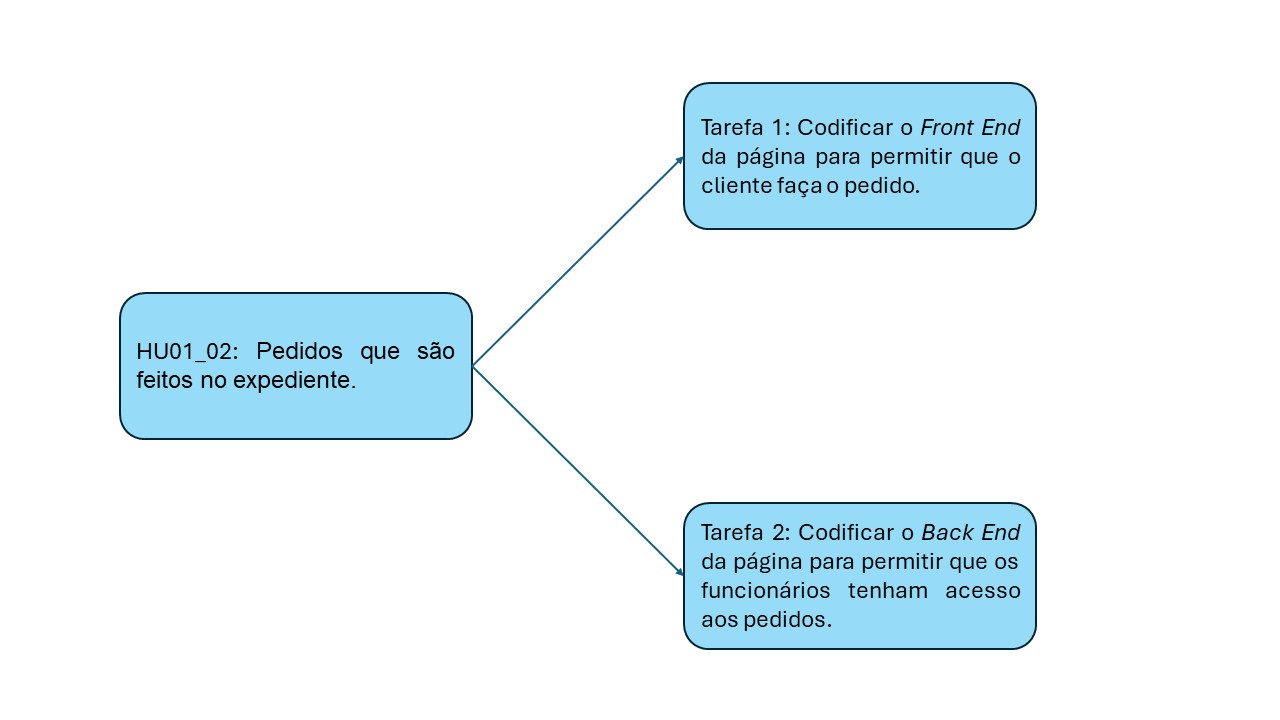 Tarefa 1: Codificar o Front End
da página para permitir que o
cliente faça o pedido.
HU01_02: Pedidos que são
feitos no expediente.
Tarefa 2: Codificar o Back End
da página para permitir que os
funcionários tenham acesso
aos pedidos.